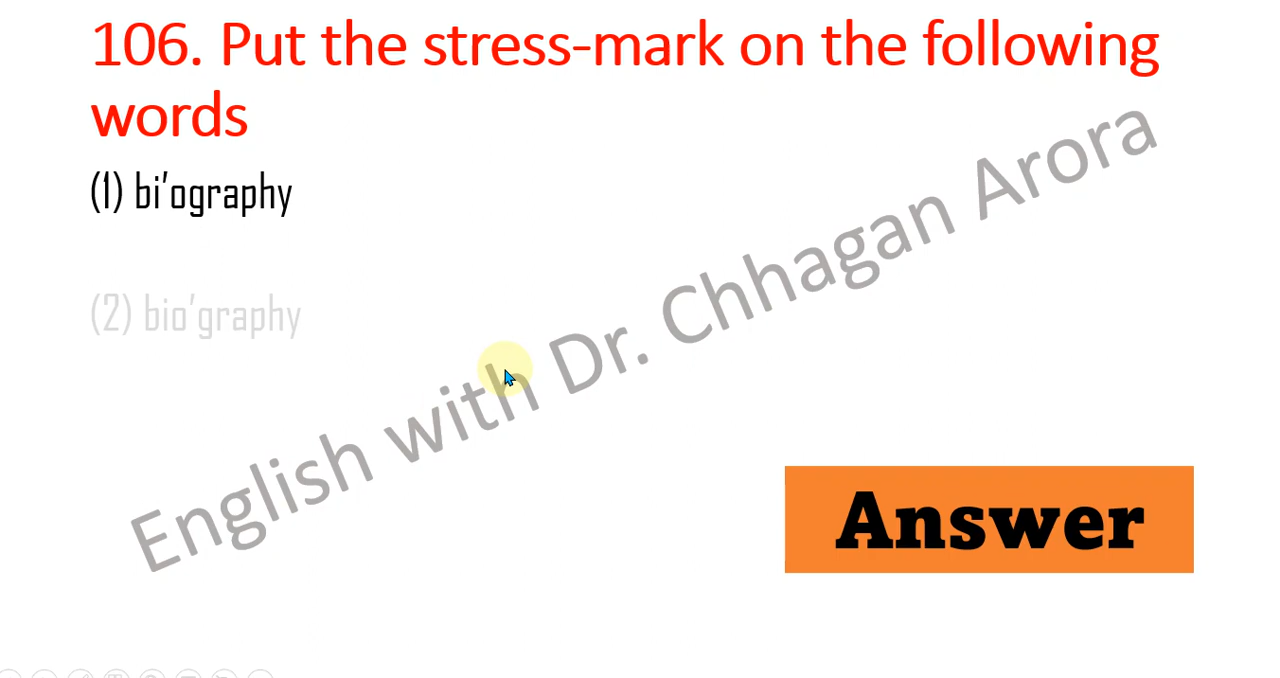 106. Put the stress-mark on the following
words
(1) bi’ography
(2) bio’graphy
English with Dr. Chhagan Arora
Answer